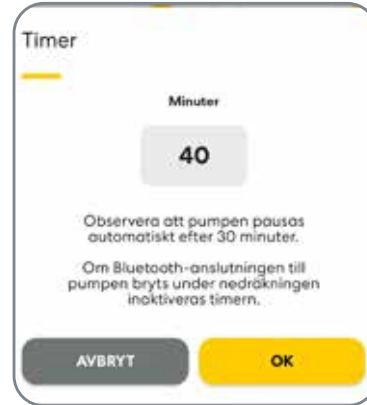 Timer
Minuter
40
Observera att pumpen pausas
automatiskt efter 30 minuter.
Om Bluetooth-anslutningen till
pumpen bryts under nedräkningen
inaktiveras timern.
AVBRYT
OK